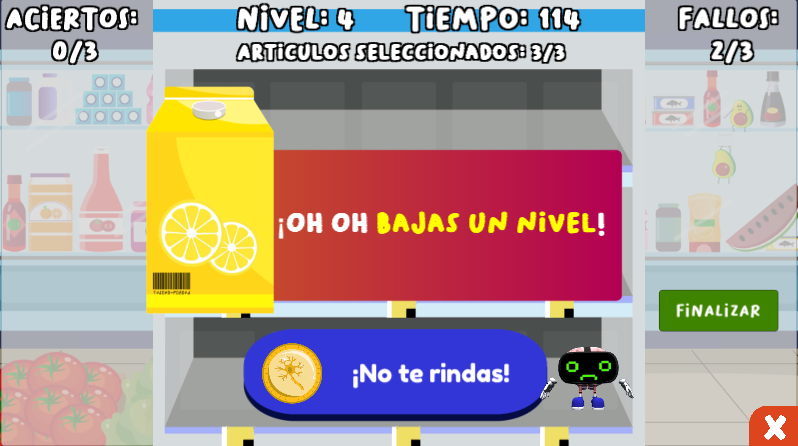 ACIERTOS:
0/3
NIVEL: 4
TIEMPO: 114
ARTICULOS SELECCIONADOS: 3/3
FALLOS:
2/3
¡OH OH BAJAS UN NIVEL!
FINALIZAR
¡No te rindas!